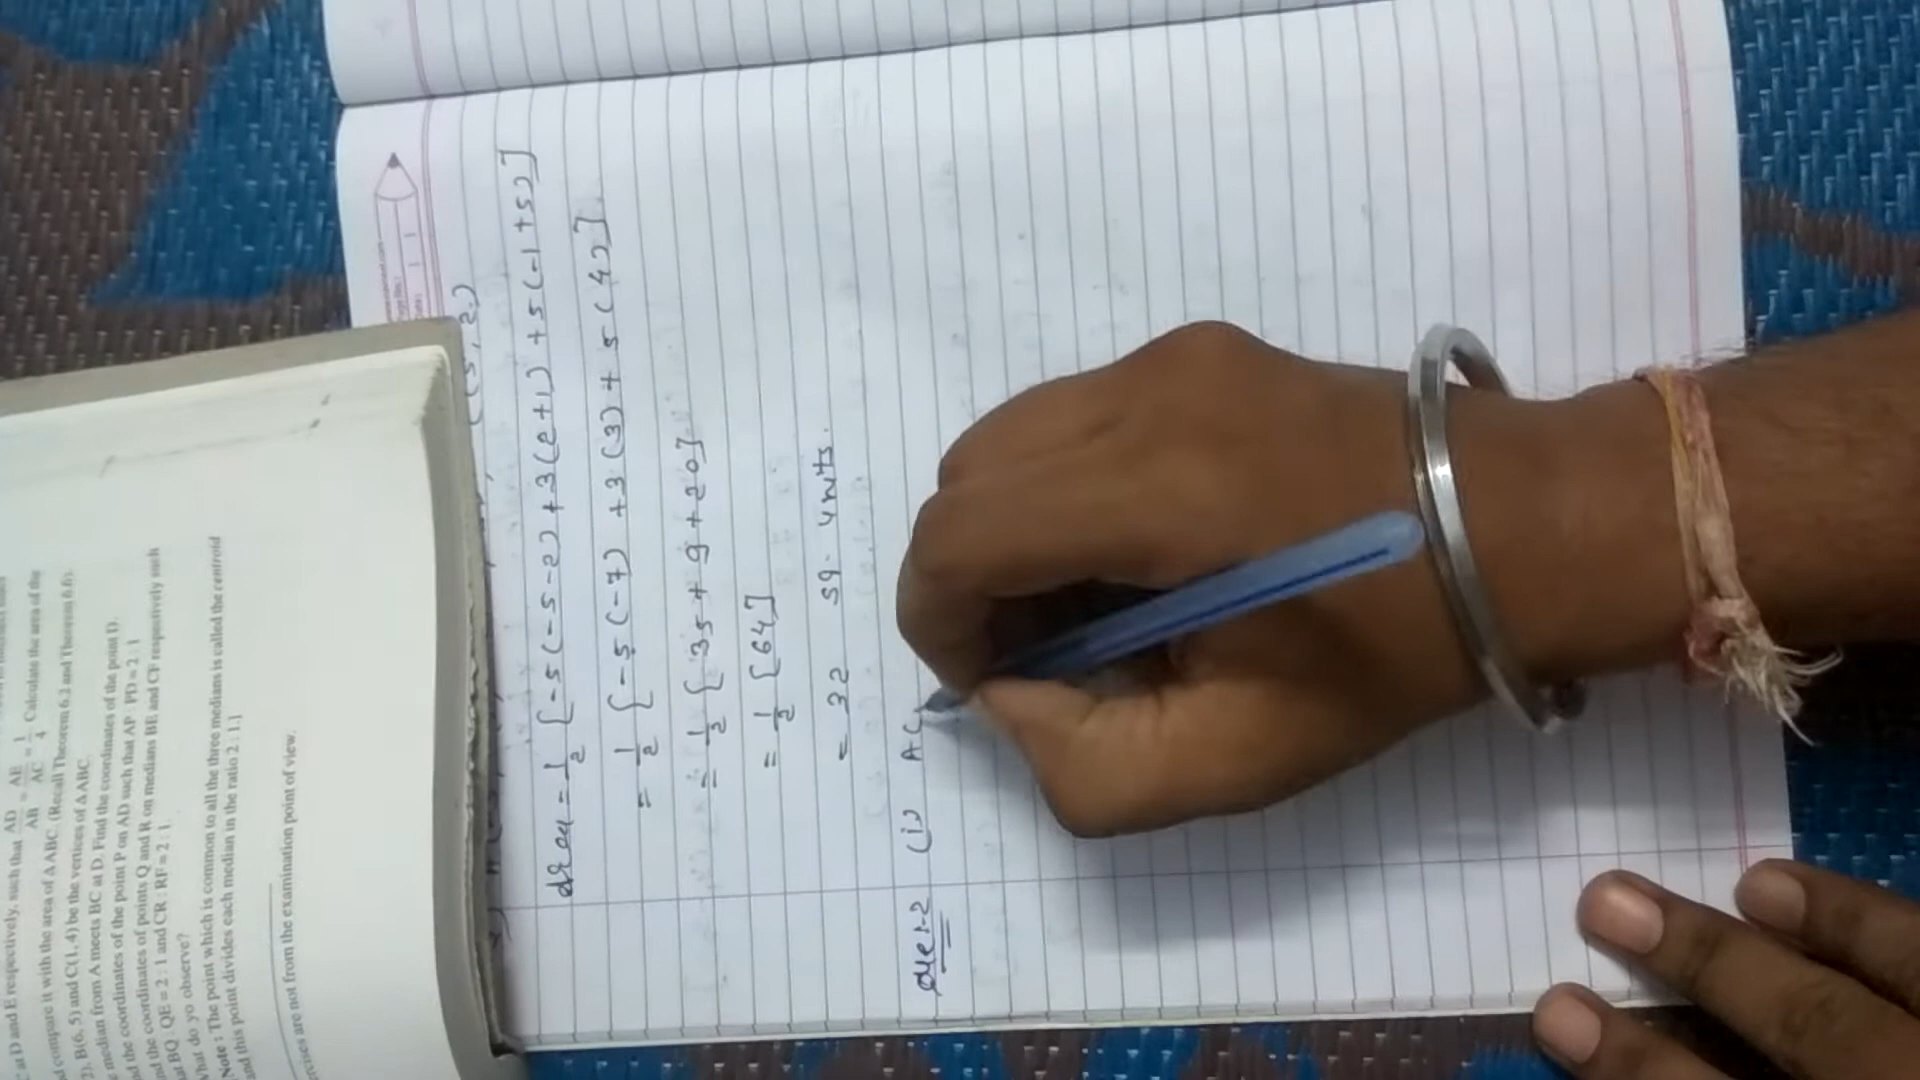 at D and E respectively, such that AD/AB = AE/AC = 1/4. Calculate the area of the
d compare it with the area of ∆ ABC. (Recall Theorem 6.2 and Theorem 6.6).
2), B(6, 5) and C(1, 4) be the vertices of ∆ ABC.
median from A meets BC at D. Find the coordinates of the point D.
d the coordinates of the point P on AD such that AP : PD = 2 : 1
nd the coordinates of points Q and R on medians BE and CF respectively such
at BQ : QE = 2 : 1 and CR : RF = 2 : 1.
What do yo observe?
Note : The point which is common to all the three medians is called the centroid
and this point divides each median in the ratio 2 : 1.]
ercises are not from the examination point of view.
(5, 2)
area = 1/2 [-5(-5-2) + 3(2+1) + 5(-1+5)]
= 1/2 [-5(-7) + 3(3) + 5(4)]
= 1/2 [35 + 9 + 20]
= 1/2 [64]
= 32 sq. units.
(i) AC